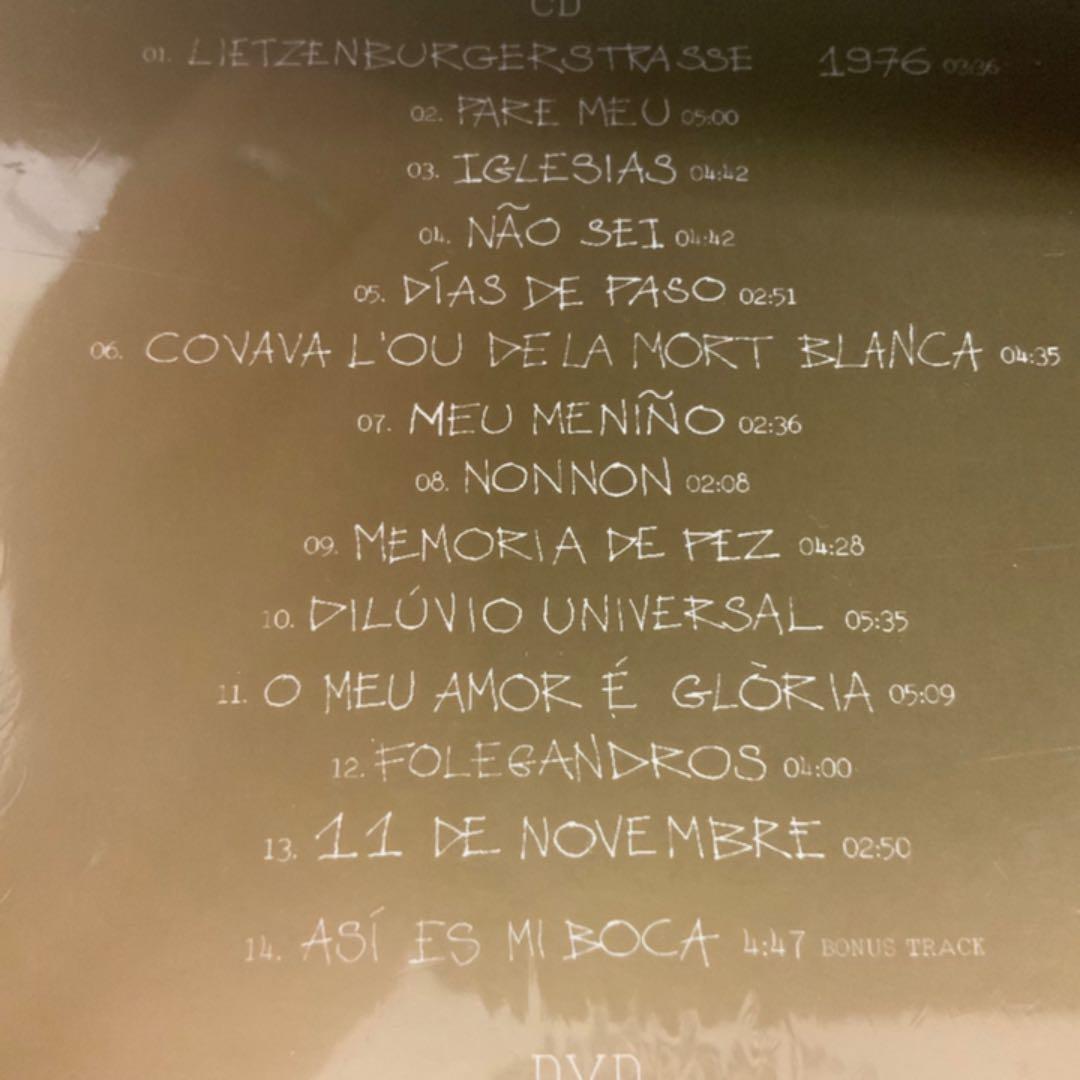 CD
01. LIETZENBURGERSTRASSE 1976 03:36
02. PARE MEU 05:00
03. IGLESIAS 04:42
04. NÃO SEI 04:42
05. DÍAS DE PASO 02:51
06. COVAVA L'OU DE LA MORT BLANCA 04:35
07. MEU MENIÑO 02:36
08. NONNON 02:08
09. MEMORIA DE PEZ 04:28
10. DILÚVIO UNIVERSAL 05:35
11. O MEU AMOR É GLÒRIA 05:09
12. FOLEGANDROS 04:00
13. 11 DE NOVEMBRE 02:50
14. ASÍ ES MI BOCA 4:47 BONUS TRACK
DVD